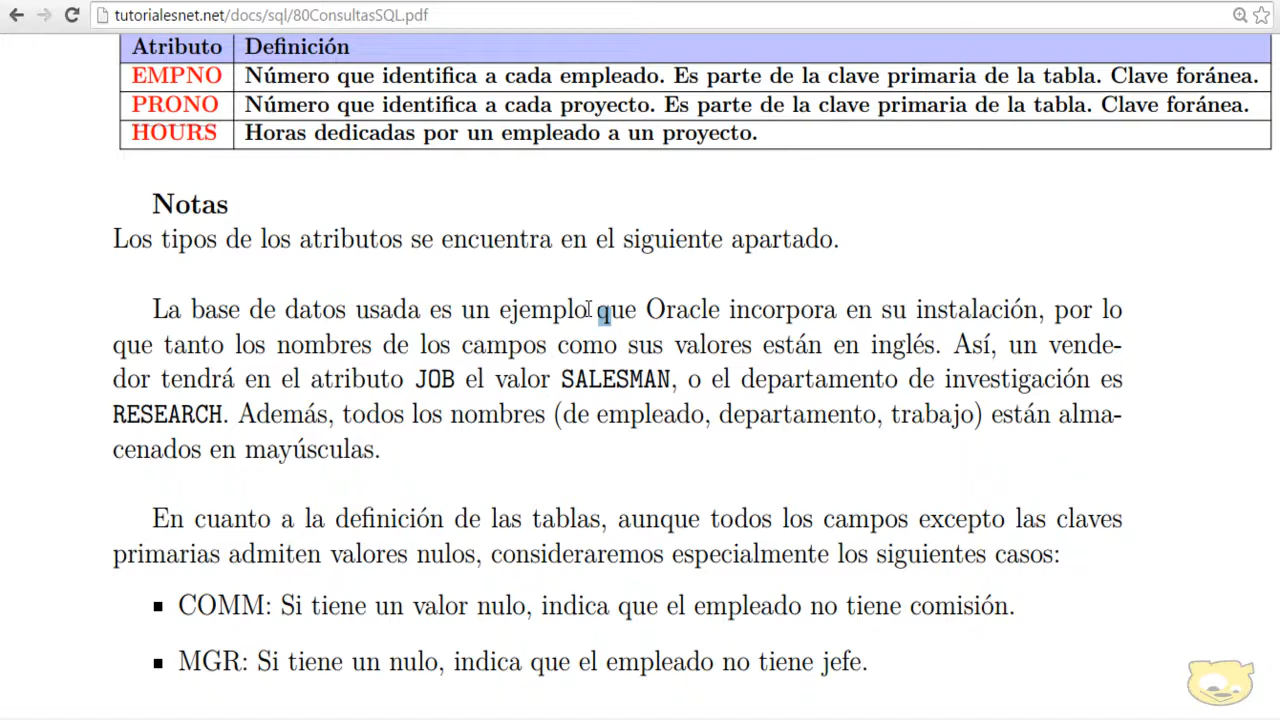 tutorialesnet.net/docs/sql/80ConsultasSQL.pdf
Atributo Definición
EMPNO Número que identifica a cada empleado. Es parte de la clave primaria de la tabla. Clave foránea.
PRONO Número que identifica a cada proyecto. Es parte de la clave primaria de la tabla. Clave foránea.
HOURS Horas dedicadas por un empleado a un proyecto.
Notas
Los tipos de los atributos se encuentra en el siguiente apartado.
La base de datos usada es un ejemplo que Oracle incorpora en su instalación, por lo
que tanto los nombres de los campos como sus valores están en inglés. Así, un vende-
dor tendrá en el atributo JOB el valor SALESMAN, o el departamento de investigación es
RESEARCH. Además, todos los nombres (de empleado, departamento, trabajo) están alma-
cenados en mayúsculas.
En cuanto a la definición de las tablas, aunque todos los campos excepto las claves
primarias admiten valores nulos, consideraremos especialmente los siguientes casos:
▪ COMM: Si tiene un valor nulo, indica que el empleado no tiene comisión.
▪ MGR: Si tiene un nulo, indica que el empleado no tiene jefe.